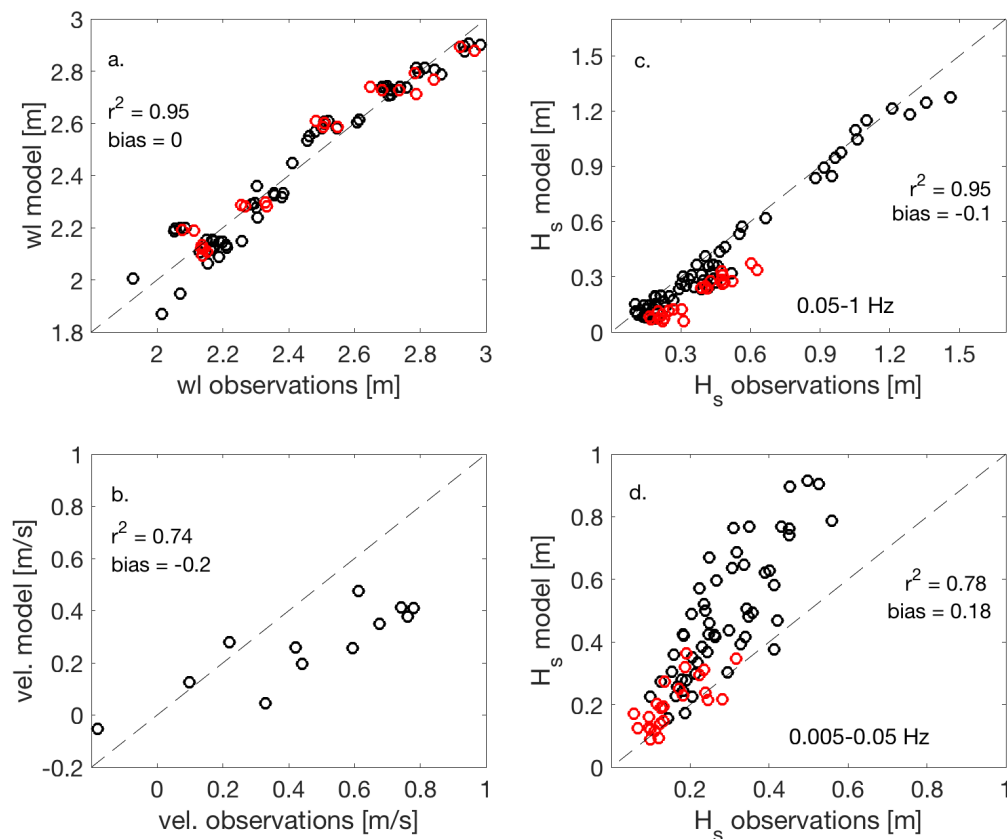 a.
r² = 0.95
bias = 0
3
2.8
2.6
2.4
2.2
2
1.8
wl model [m]
2
2.2
2.4
2.6
2.8
3
wl observations [m]
c.
r² = 0.95
bias = -0.1
0.05-1 Hz
1.5
1.2
0.9
0.6
0.3
0
H_s model [m]
0.3
0.6
0.9
1.2
1.5
H_s observations [m]
b.
r² = 0.74
bias = -0.2
1
0.8
0.6
0.4
0.2
0
-0.2
vel. model [m/s]
0
0.2
0.4
0.6
0.8
1
vel. observations [m/s]
d.
r² = 0.78
bias = 0.18
0.005-0.05 Hz
1
0.8
0.6
0.4
0.2
0
H_s model [m]
0
0.2
0.4
0.6
0.8
1
H_s observations [m]